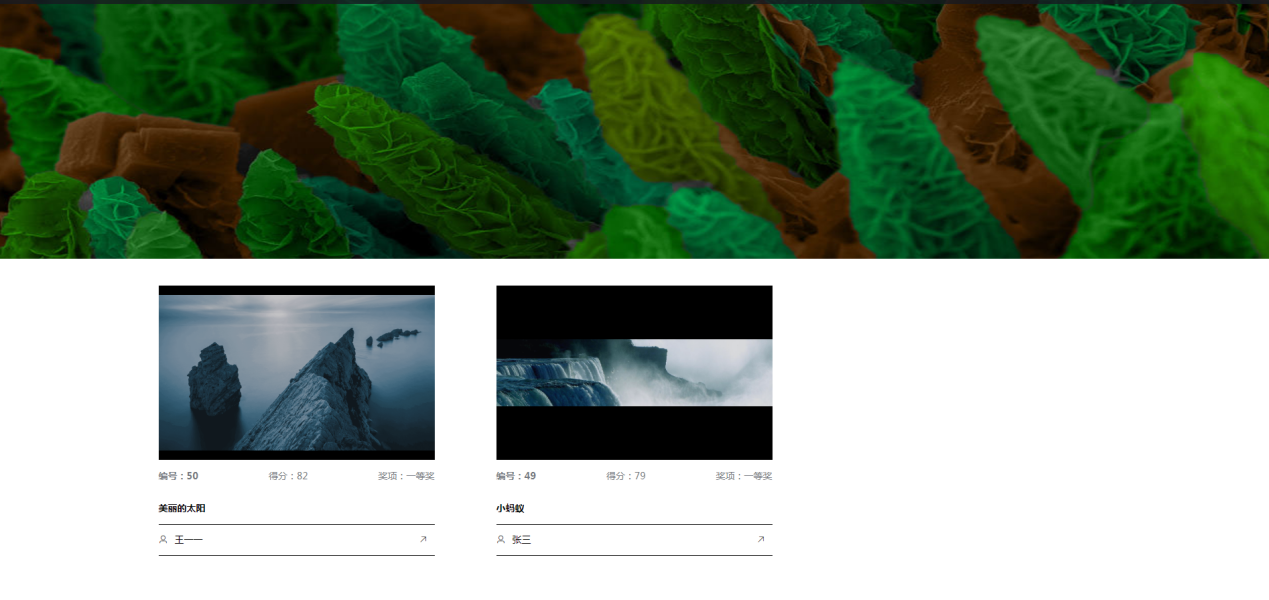 编号：50 得分：82 奖项：一等奖
美丽的太阳
王一一
编号：49 得分：79 奖项：一等奖
小蚂蚁
张三